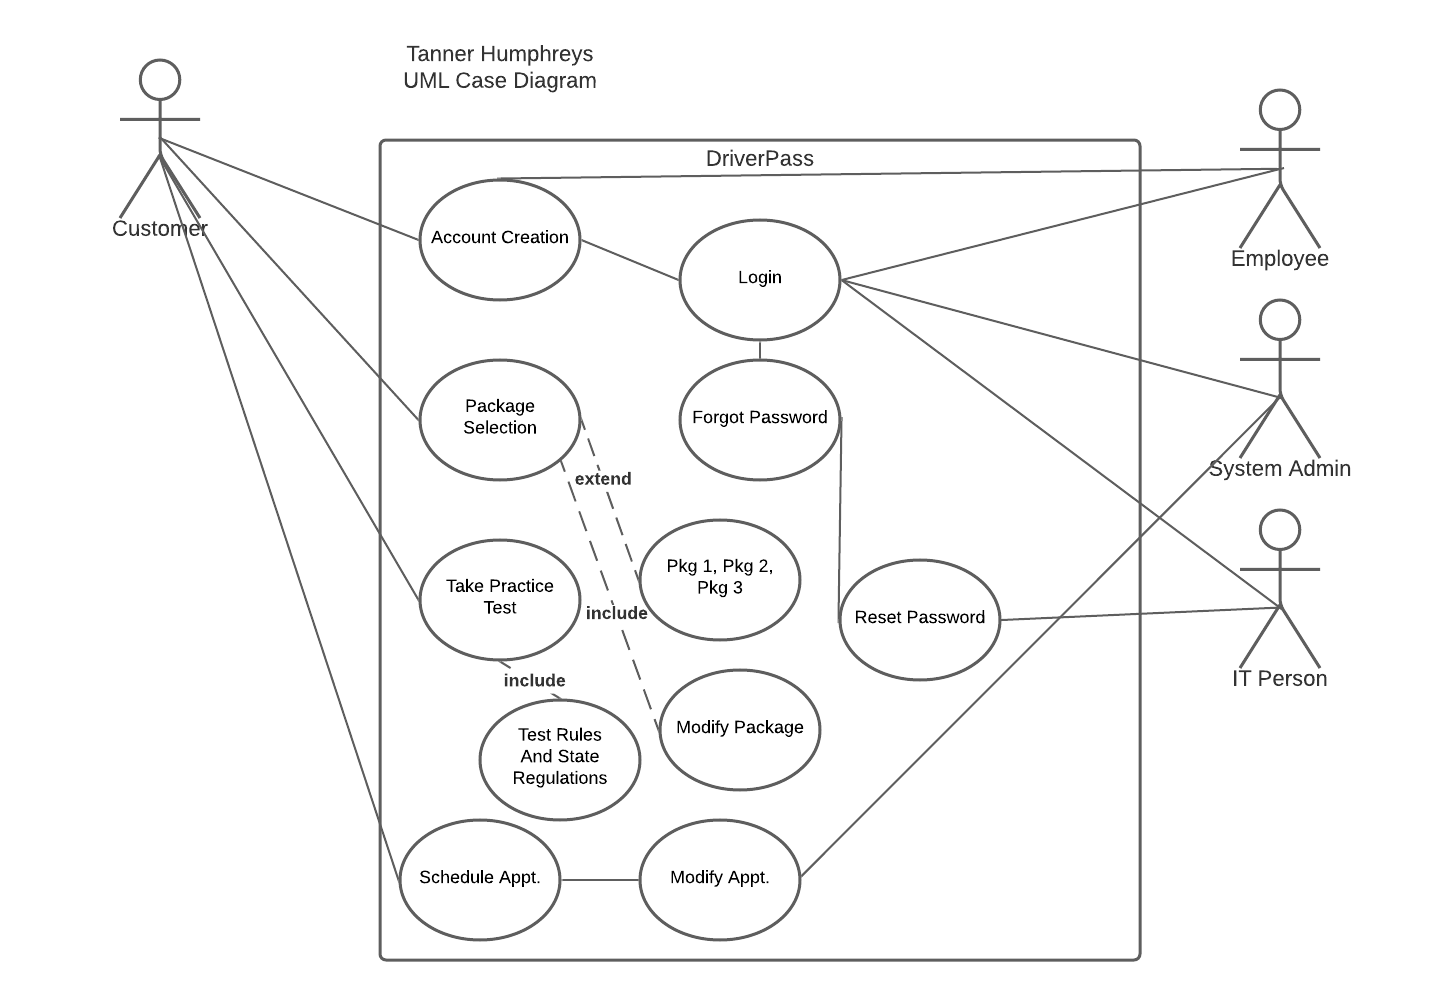 Tanner Humphreys
UML Case Diagram
DriverPass
Customer
Employee
System Admin
IT Person
Account Creation
Login
Package
Selection
Forgot Password
extend
Pkg 1, Pkg 2,
Pkg 3
include
Take Practice
Test
Reset Password
include
Test Rules
And State
Regulations
Modify Package
Schedule Appt.
Modify Appt.